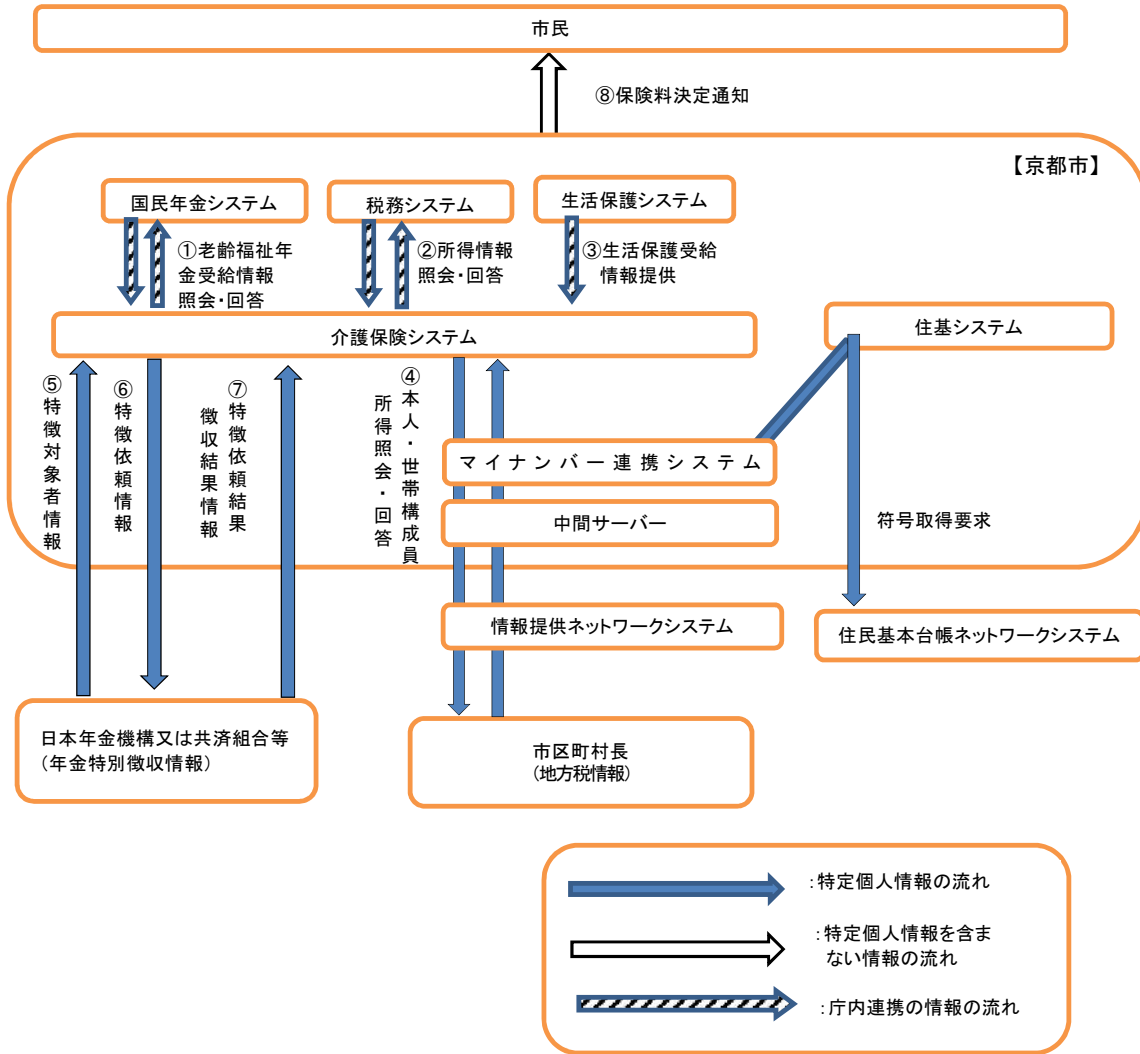 市民
⑧保険料決定通知
【京都市】
国民年金システム
税務システム
生活保護システム
①老齢福祉年
金受給情報
照会・回答
②所得情報
照会・回答
③生活保護受給
情報提供
介護保険システム
住基システム
⑤特徴対象者情報
⑥特徴依頼情報
⑦特徴依頼結果
徴収結果情報
④本人・世帯構成員
所得照会・回答
マイナンバー連携システム
中間サーバー
符号取得要求
情報提供ネットワークシステム
住民基本台帳ネットワークシステム
日本年金機構又は共済組合等
(年金特別徴収情報)
市区町村長
(地方税情報)
:特定個人情報の流れ
:特定個人情報を含ま
ない情報の流れ
:庁内連携の情報の流れ